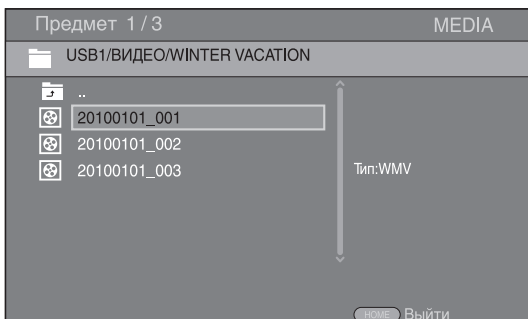 Предмет 1/3 MEDIA
USB1/ВИДЕО/WINTER VACATION
..
20100101_001
20100101_002
20100101_003
Тип:WMV
HOME Выйти